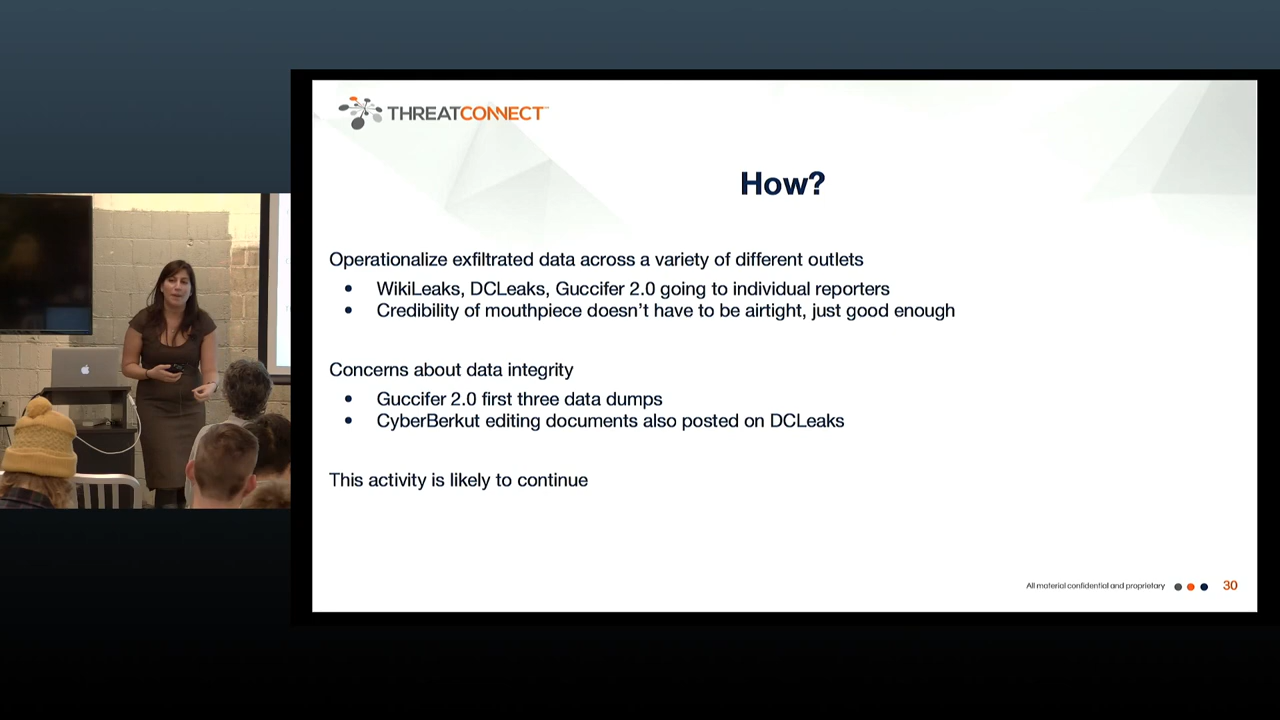 THREATCONNECT™
How?
Operationalize exfiltrated data across a variety of different outlets
• WikiLeaks, DCLeaks, Guccifer 2.0 going to individual reporters
• Credibility of mouthpiece doesn't have to be airtight, just good enough
Concerns about data integrity
• Guccifer 2.0 first three data dumps
• CyberBerkut editing documents also posted on DCLeaks
This activity is likely to continue
All material confidential and proprietary
30